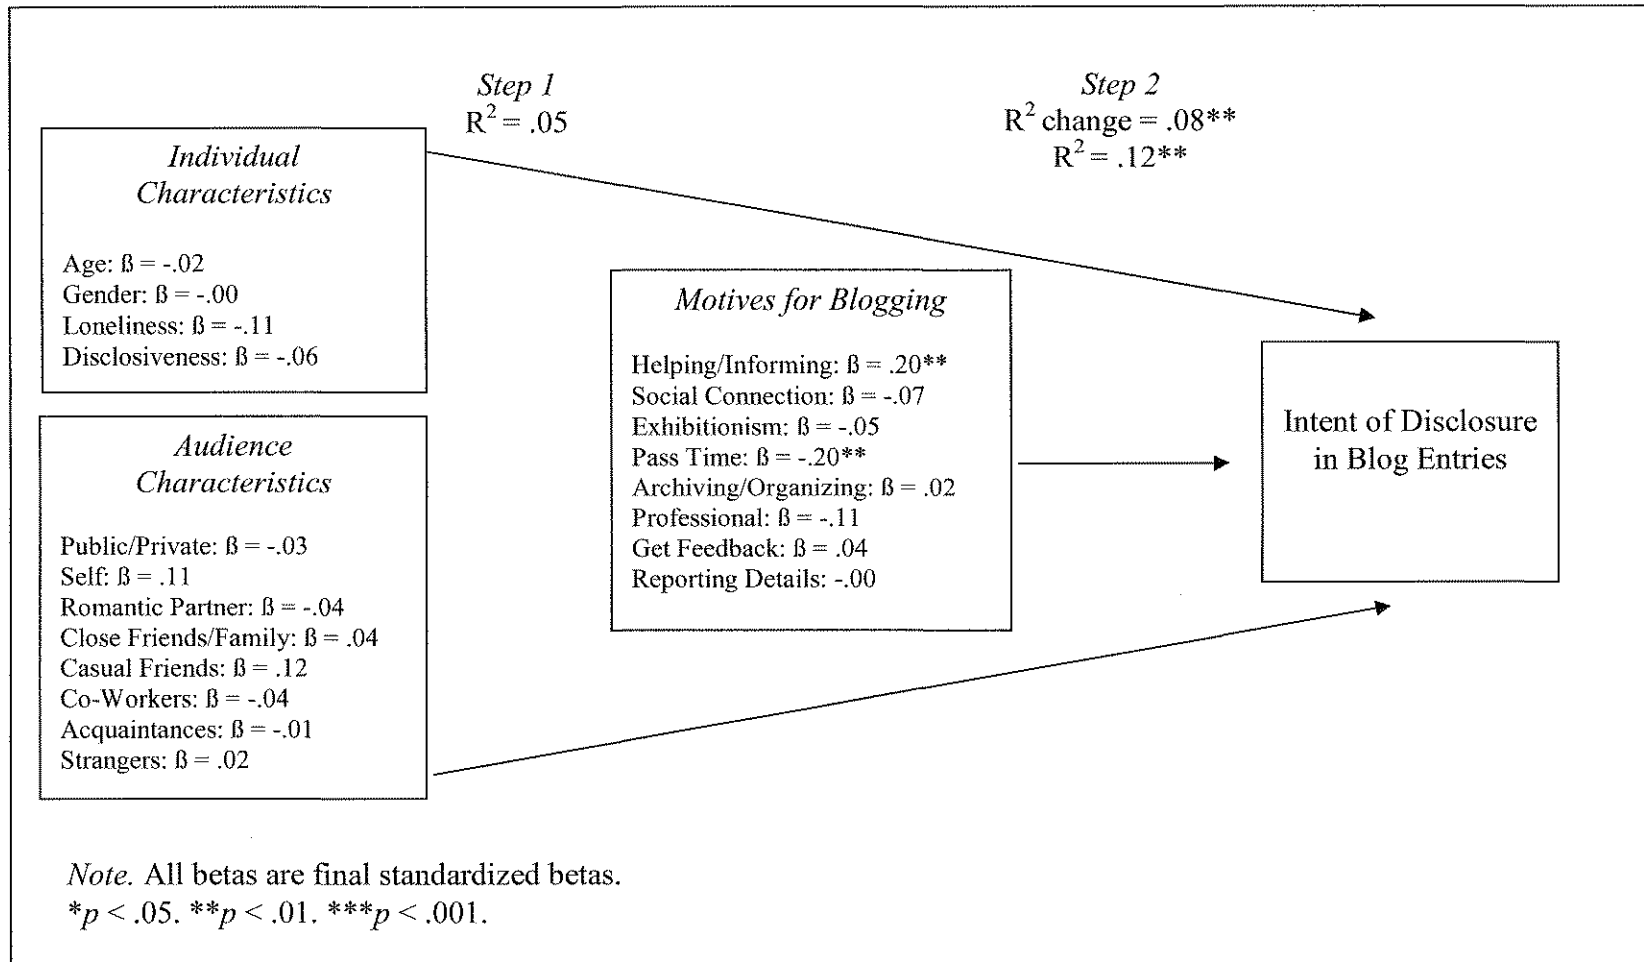 Step 1
R² = .05
Step 2
R² change = .08**
R² = .12**
Individual
Characteristics
Age: ß = -.02
Gender: ß = -.00
Loneliness: ß = -.11
Disclosiveness: ß = -.06
Audience
Characteristics
Public/Private: ß = -.03
Self: ß = .11
Romantic Partner: ß = -.04
Close Friends/Family: ß = .04
Casual Friends: ß = .12
Co-Workers: ß = -.04
Acquaintances: ß = -.01
Strangers: ß = .02
Motives for Blogging
Helping/Informing: ß = .20**
Social Connection: ß = -.07
Exhibitionism: ß = -.05
Pass Time: ß = -.20**
Archiving/Organizing: ß = .02
Professional: ß = -.11
Get Feedback: ß = .04
Reporting Details: -.00
Intent of Disclosure
in Blog Entries
Note. All betas are final standardized betas.
*p < .05. **p < .01. ***p < .001.